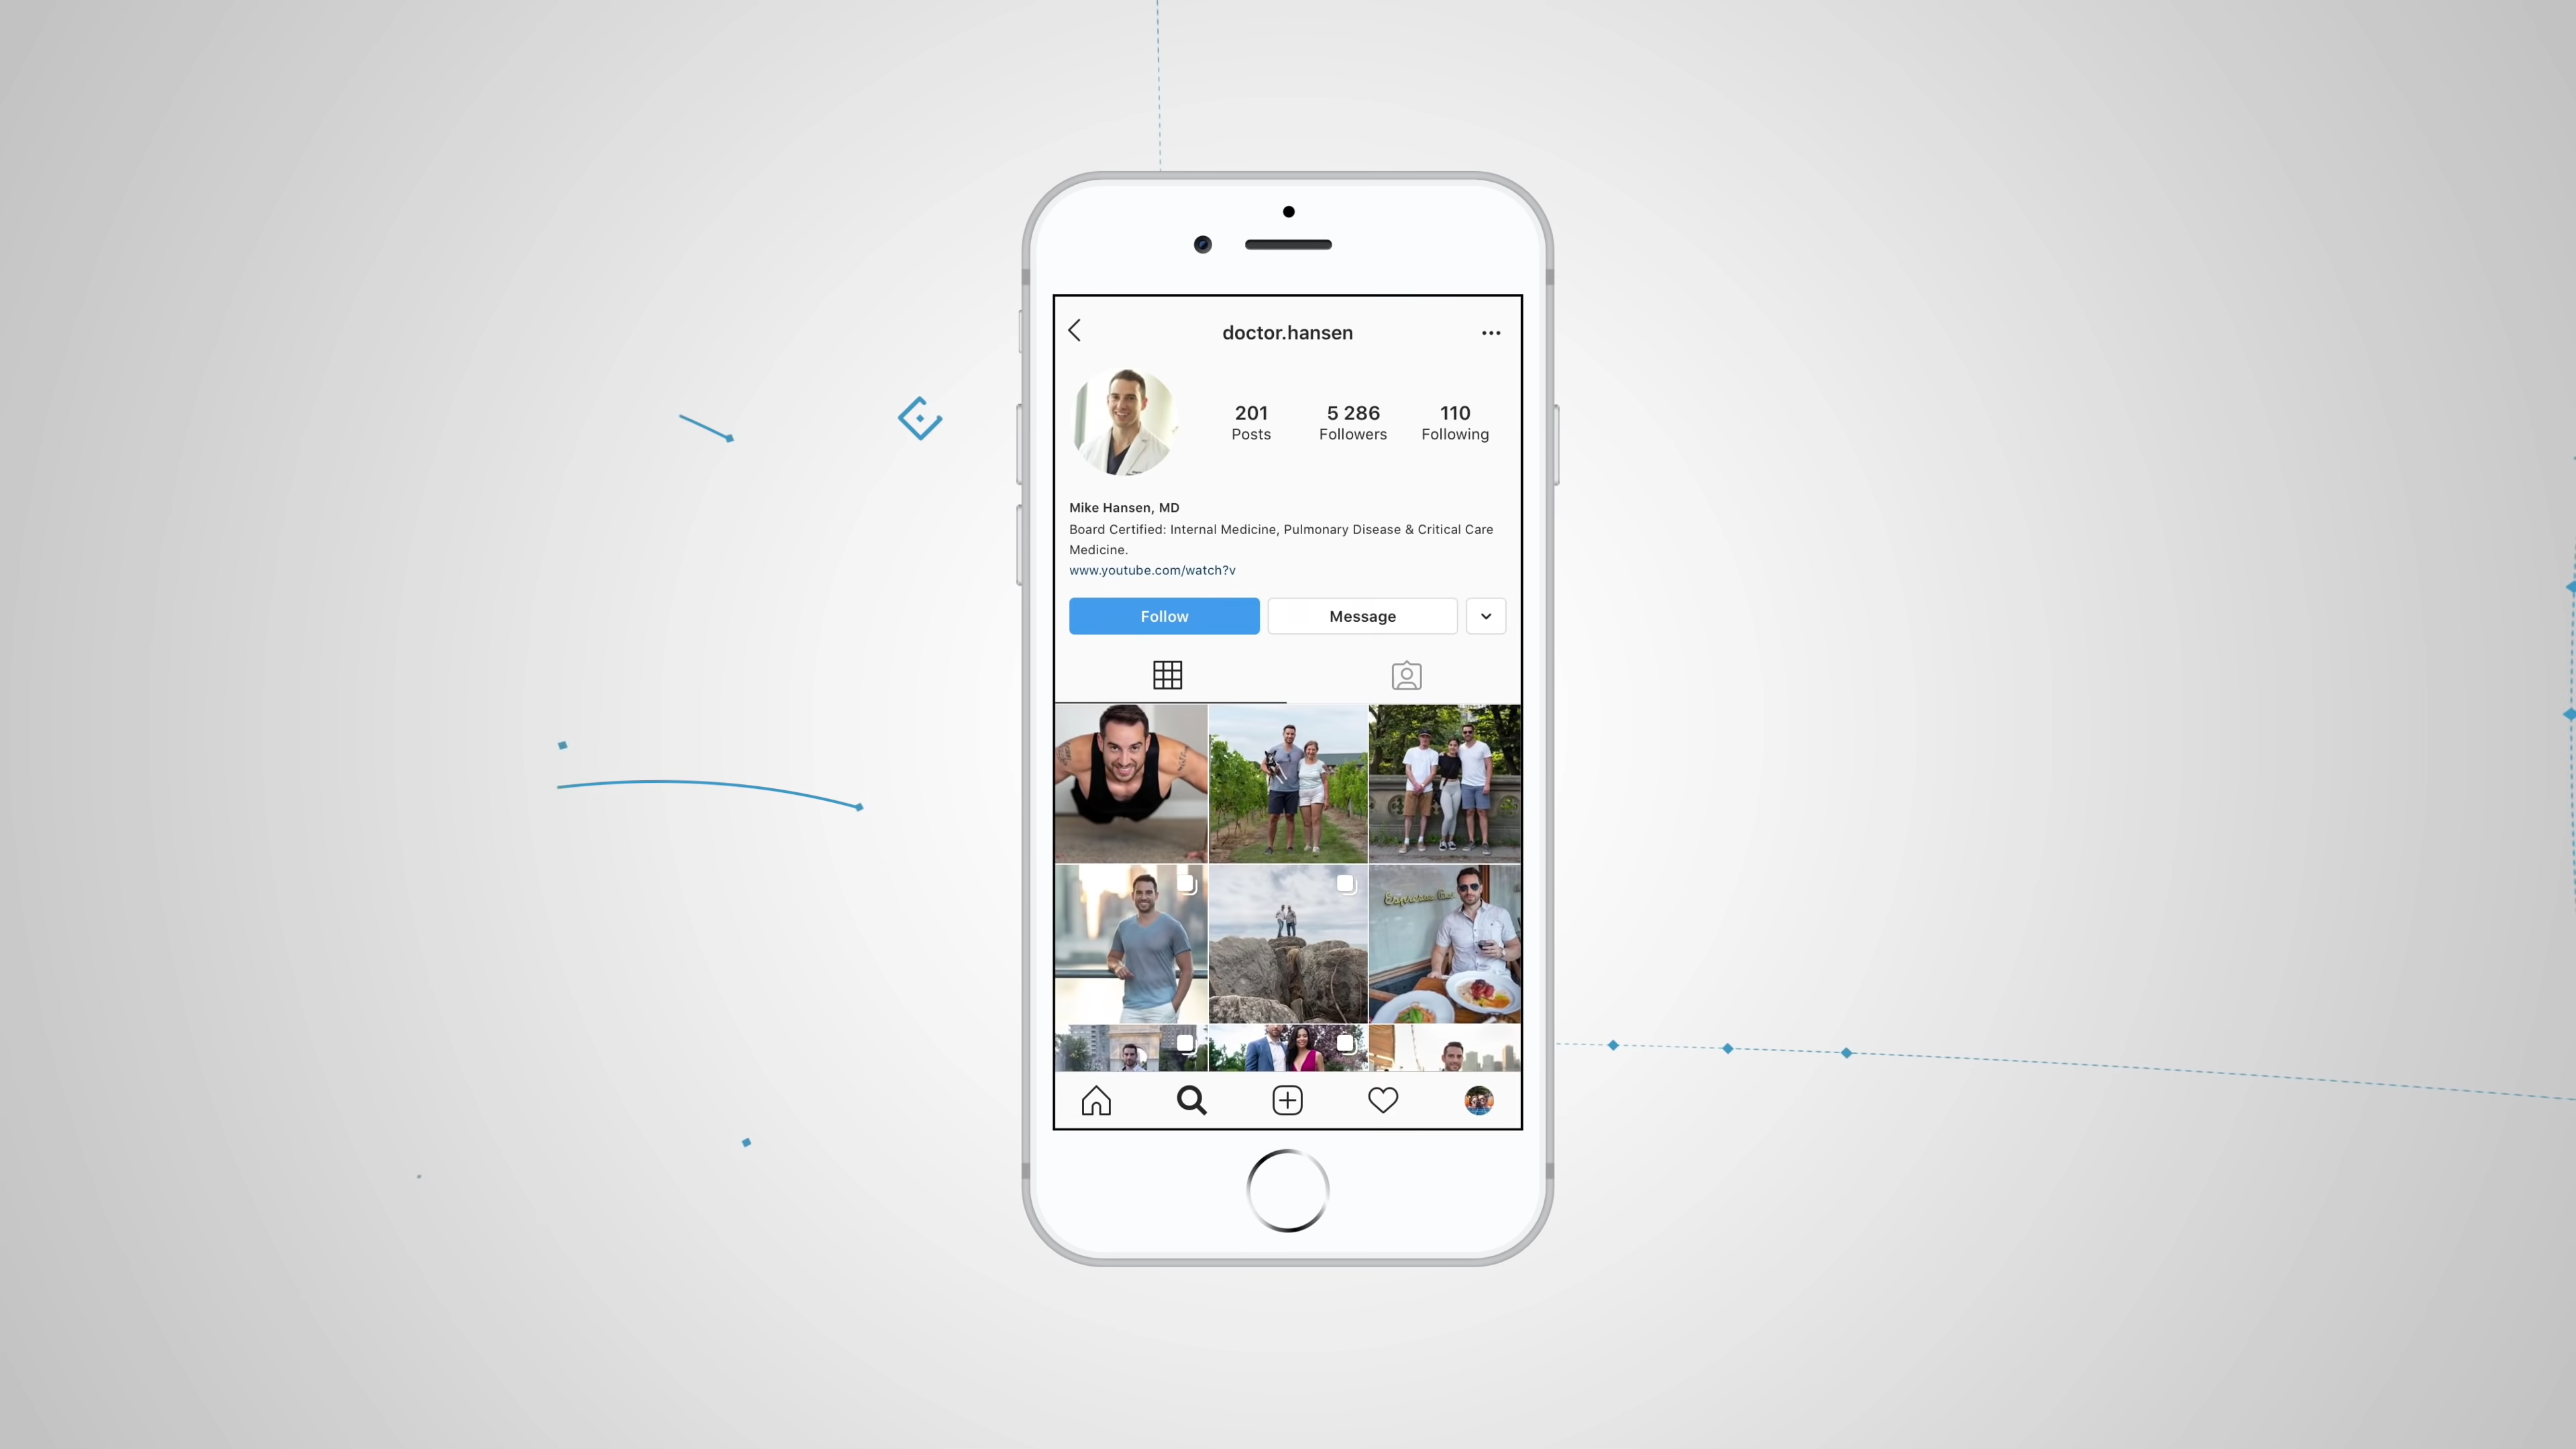 doctor.hansen
201
Posts
5 286
Followers
110
Following
Mike Hansen, MD
Board Certified: Internal Medicine, Pulmonary Disease & Critical Care
Medicine.
www.youtube.com/watch?v
Follow
Message